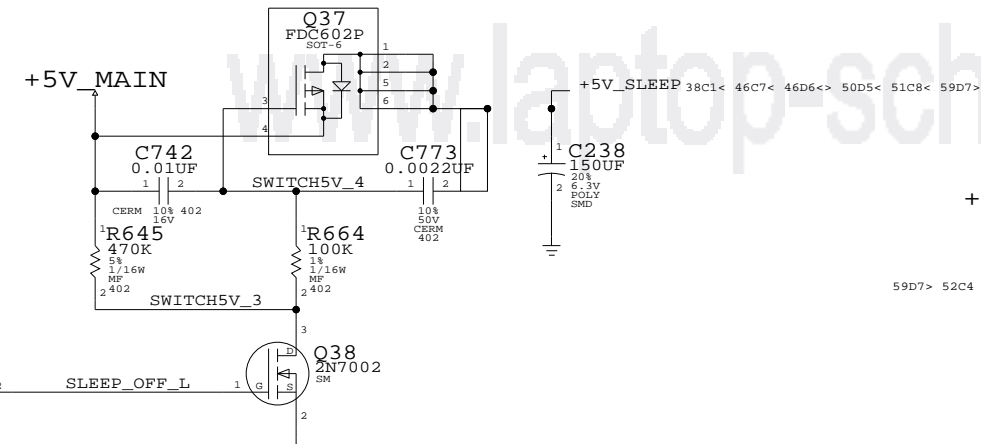 Q37
FDC602P
SOT-6
www.laptop-sch
+5V_MAIN
1
2
5
6
3
4
+5V_SLEEP 38C1< 46C7< 46D6<> 50D5< 51C8< 59D7>
C742
0.01UF
1 2
CERM 10% 402
16V
SWITCH5V_4
C773
0.0022UF
1 2
10%
50V
CERM
402
1
+
C238
150UF
20%
6.3V
POLY
SMD
2
+
1
R645
470K
5%
1/16W
MF
402
2
1
R664
100K
1%
1/16W
MF
402
2
59D7> 52C4
SWITCH5V_3
3
D
Q38
2N7002
SM
SLEEP_OFF_L
1
G
S
2